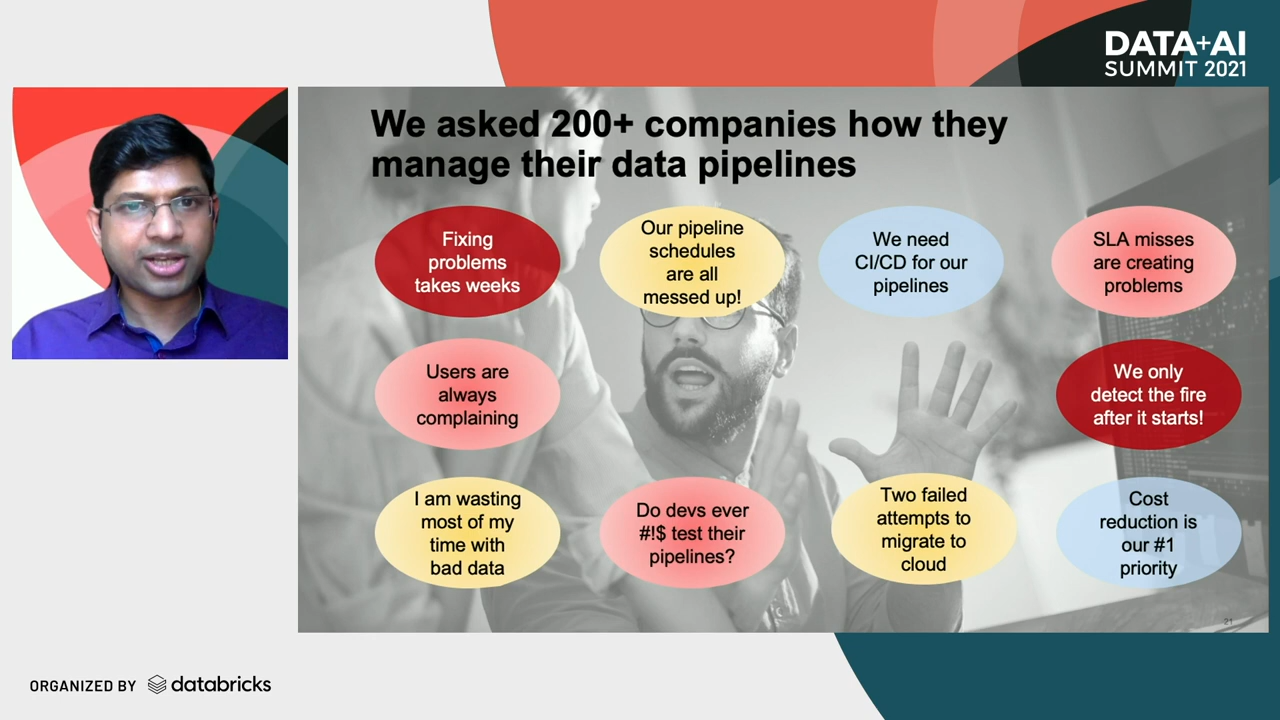 DATA+AI
SUMMIT 2021
We asked 200+ companies how they
manage their data pipelines
Fixing
problems
takes weeks
Our pipeline
schedules
are all
messed up!
We need
CI/CD for our
pipelines
SLA misses
are creating
problems
Users are
always
complaining
We only
detect the fire
after it starts!
I am wasting
most of my
time with
bad data
Do devs ever
#!$ test their
pipelines?
Two failed
attempts to
migrate to
cloud
Cost
reduction is
our #1
priority
21
ORGANIZED BY databricks